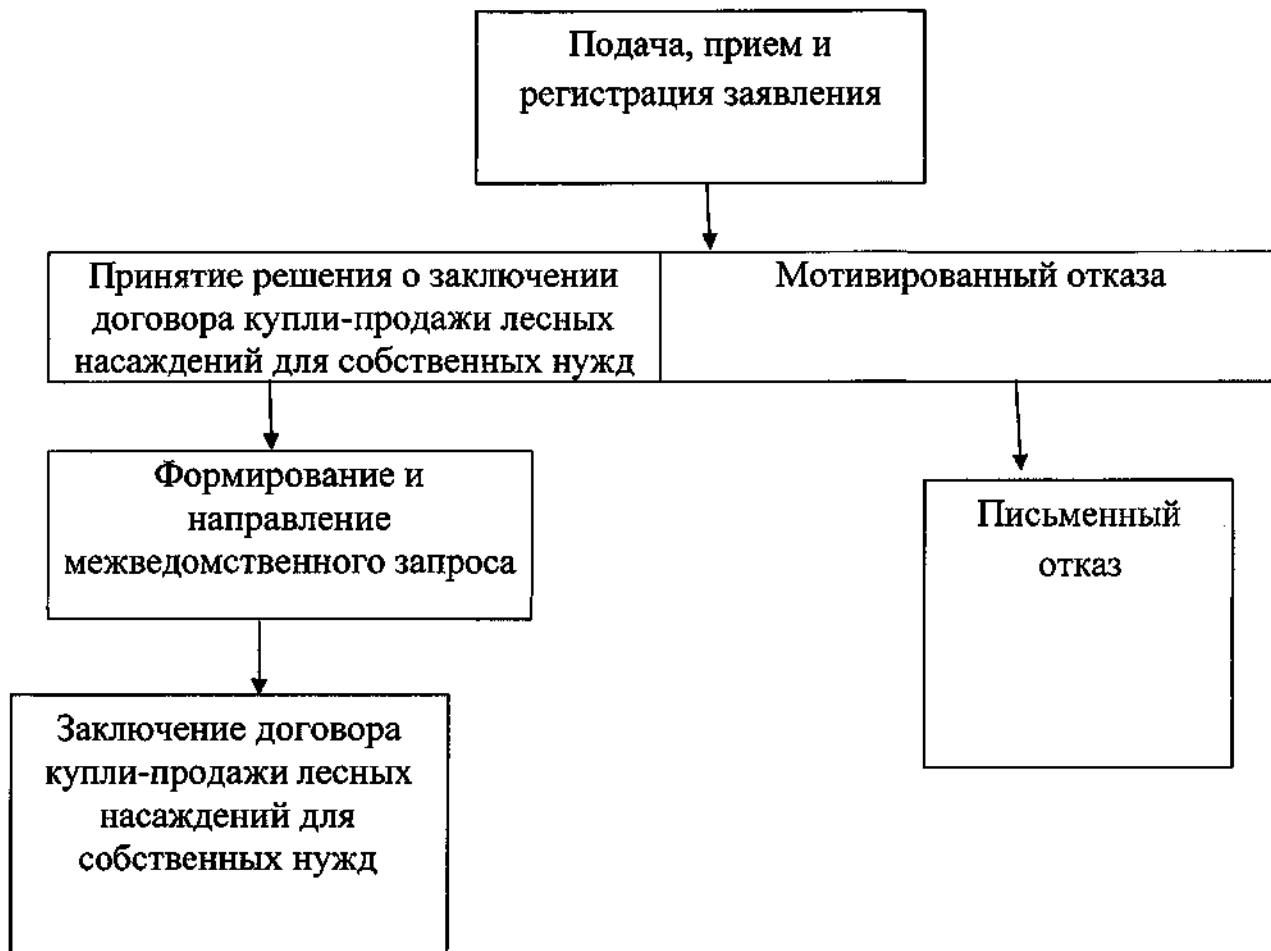 Подача, прием и
регистрация заявления
Принятие решения о заключении
договора купли-продажи лесных
насаждений для собственных нужд
Мотивированный отказа
Формирование и
направление
межведомственного запроса
Письменный
отказ
Заключение договора
купли-продажи лесных
насаждений для
собственных нужд